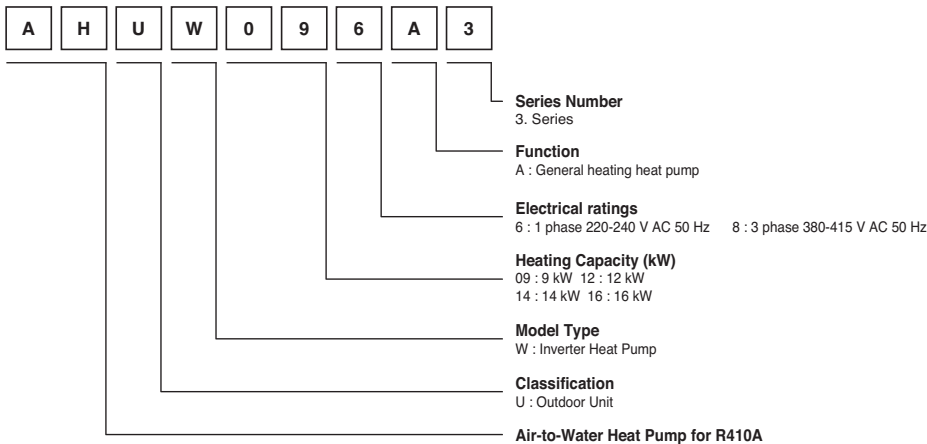 A H U W 0 9 6 A 3
Series Number
3. Series
Function
A : General heating heat pump
Electrical ratings
6 : 1 phase 220-240 V AC 50 Hz 8 : 3 phase 380-415 V AC 50 Hz
Heating Capacity (kW)
09 : 9 kW 12 : 12 kW
14 : 14 kW 16 : 16 kW
Model Type
W : Inverter Heat Pump
Classification
U : Outdoor Unit
Air-to-Water Heat Pump for R410A